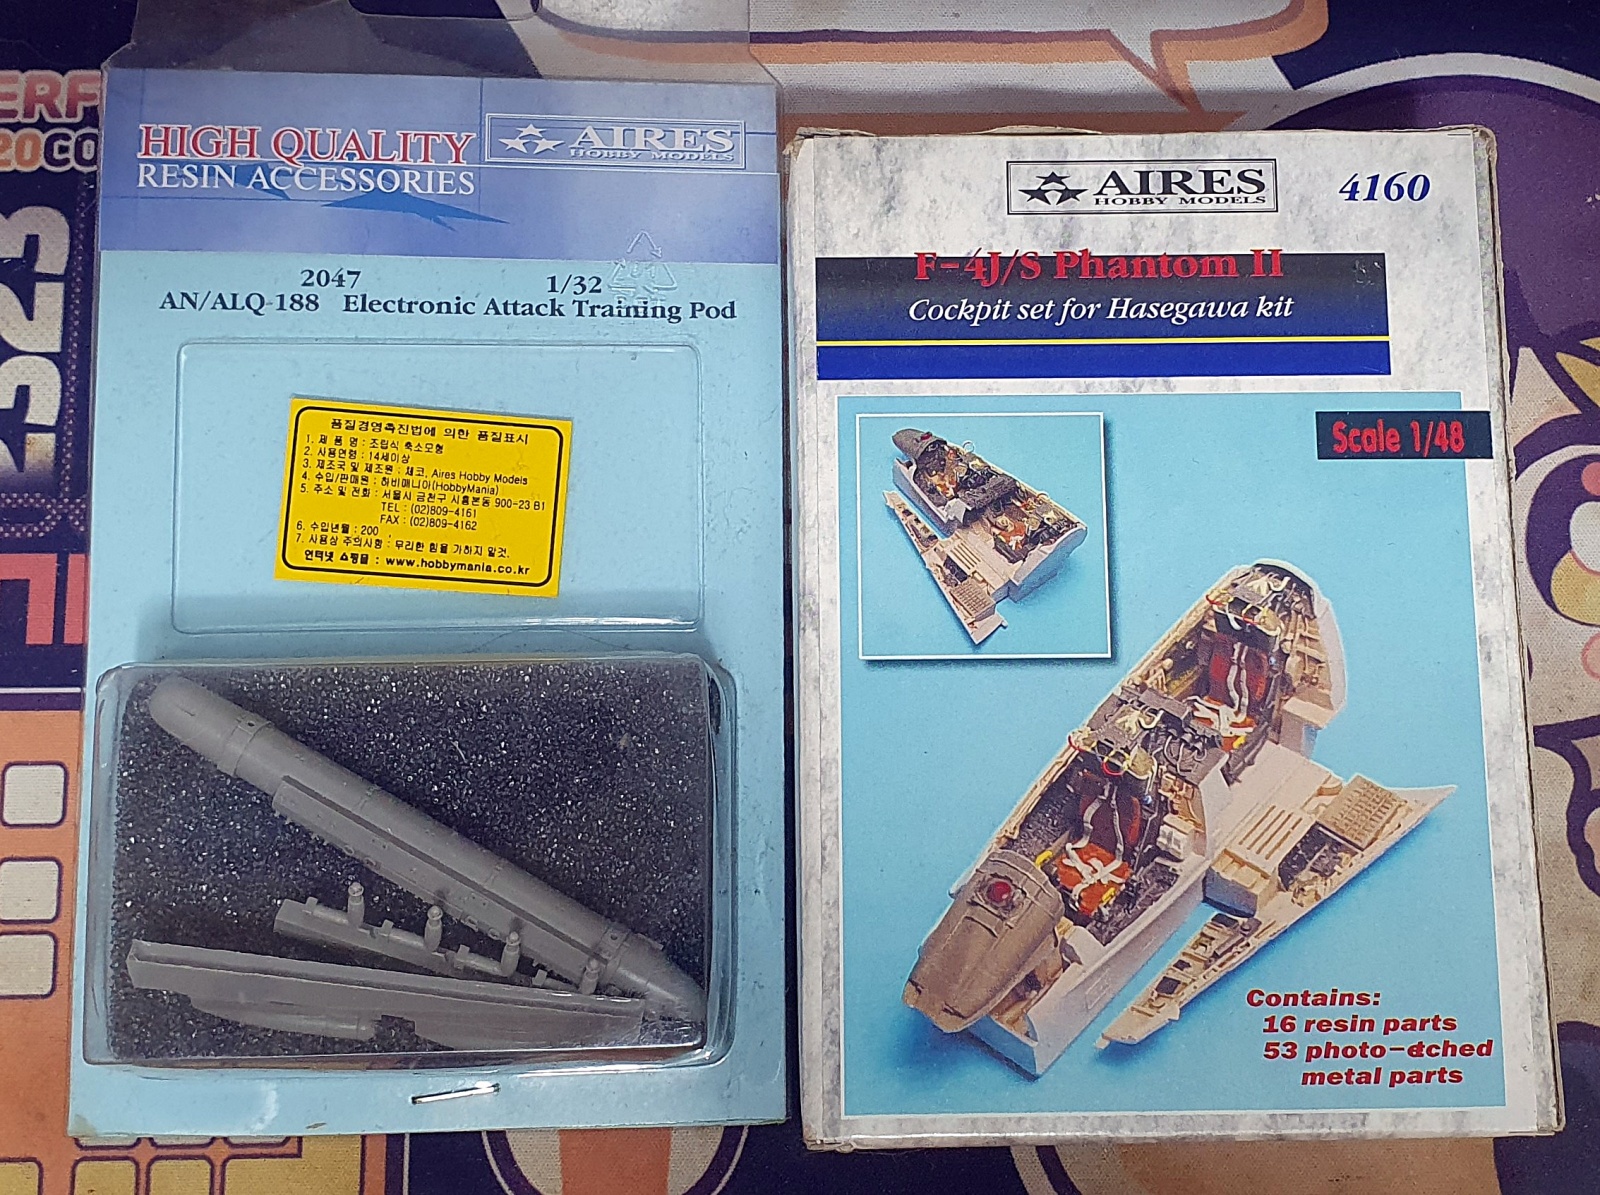 ERF
20CO
323
HIGH QUALITY
RESIN ACCESSORIES
AIRES
HOBBY MODELS
2047 1/32
AN/ALQ-188 Electronic Attack Training Pod
품질경영촉진법에 의한 품질표시
1. 제 품 명 : 조립식 축소모형
2. 사용연령 : 14세이상
3. 제조국 및 제조원 : 체코, Aires Hobby Models
4. 수입/판매원 : 하비매니아(HobbyMania)
5. 주소 및 전화 : 서울시 금천구 시흥본동 900-23 B1
TEL : (02)809-4161
FAX : (02)809-4162
6. 수입년월 : 200 .
7. 사용상 주의사항 : 무리한 힘을 가하지 말것.
인터넷 쇼핑몰 : www.hobbymania.co.kr
AIRES
HOBBY MODELS
4160
F-4J/S Phantom II
Cockpit set for Hasegawa kit
Scale 1/48
Contains:
16 resin parts
53 photo-etched
metal parts